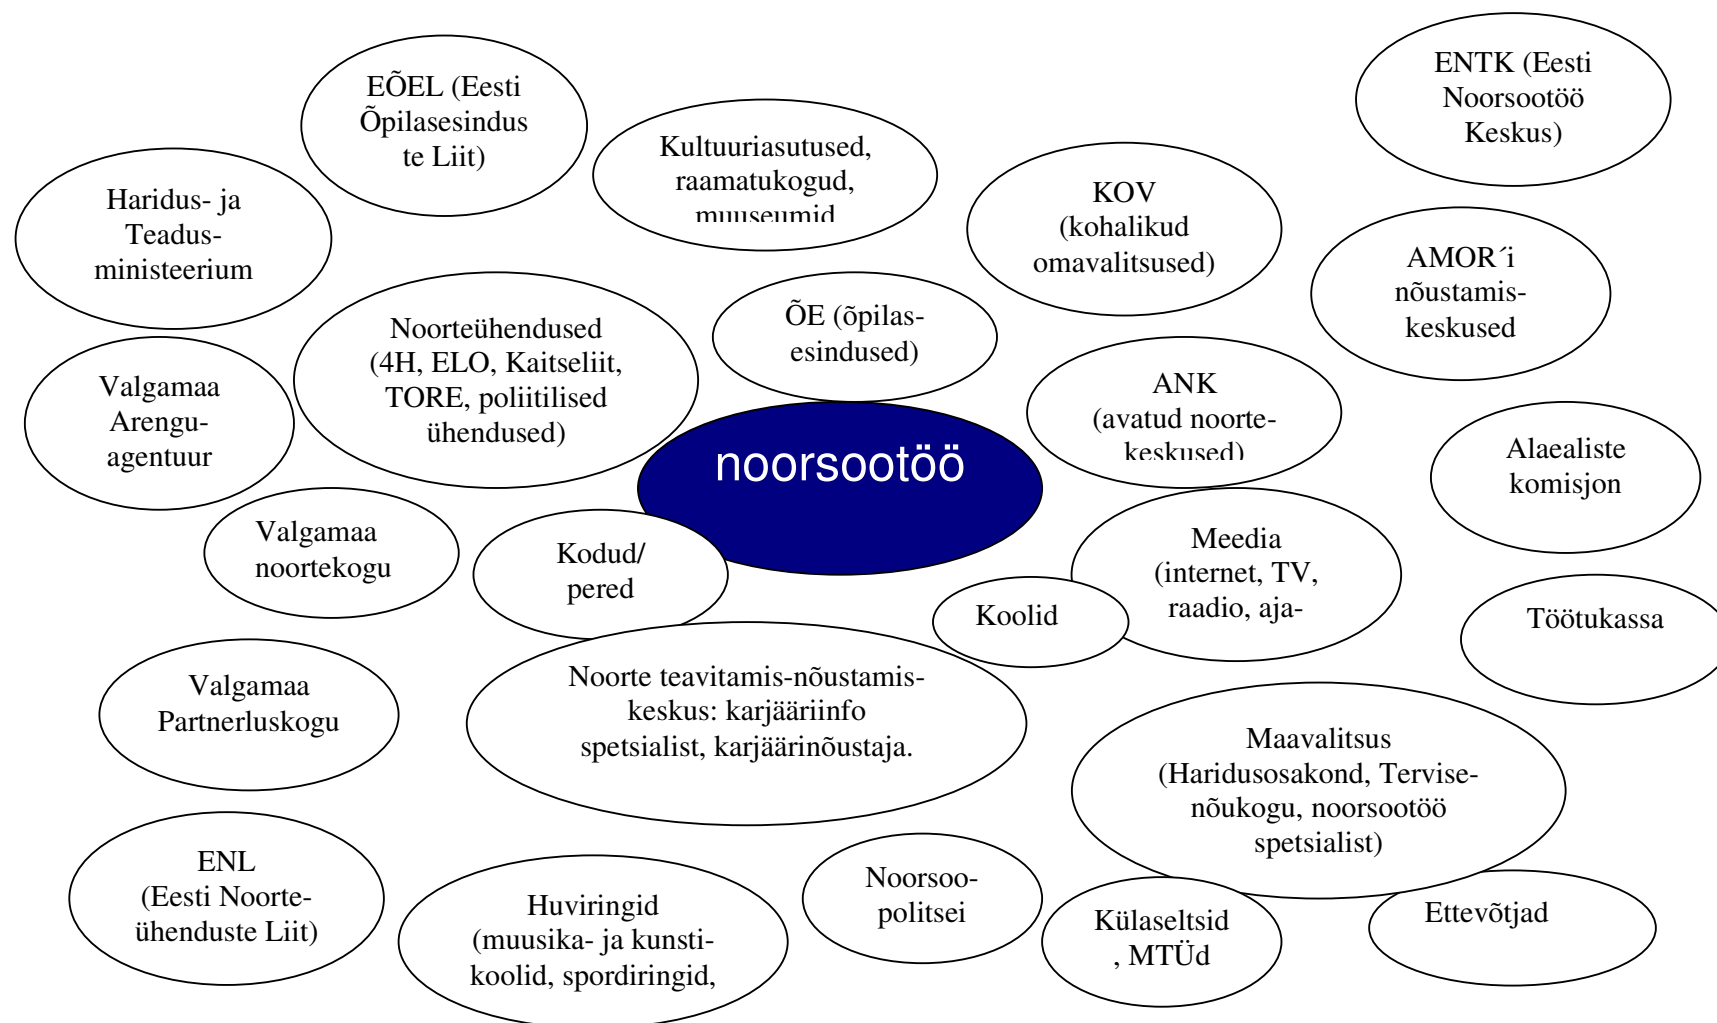 EÕEL (Eesti
Õpilasesindus
te Liit)
ENTK (Eesti
Noorsootöö
Keskus)
Kultuuriasutused,
raamatukogud,
muuseumid
Haridus- ja
Teadus-
ministeerium
KOV
(kohalikud
omavalitsused)
AMOR´i
nõustamis-
keskused
Noorteühendused
(4H, ELO, Kaitseliit,
TORE, poliitilised
ühendused)
ÕE (õpilas-
esindused)
Valgamaa
Arengu-
agentuur
ANK
(avatud noorte-
keskused)
noorsootöö
Alaealiste
komisjon
Valgamaa
noortekogu
Kodud/
pered
Meedia
(internet, TV,
raadio, aja-
Koolid
Töötukassa
Valgamaa
Partnerluskogu
Noorte teavitamis-nõustamis-
keskus: karjääriinfo
spetsialist, karjäärinõustaja.
Maavalitsus
(Haridusosakond, Tervise-
nõukogu, noorsootöö
spetsialist)
ENL
(Eesti Noorte-
ühenduste Liit)
Huviringid
(muusika- ja kunsti-
koolid, spordiringid,
Noorsoo-
politsei
Külaseltsid
, MTÜd
Ettevõtjad